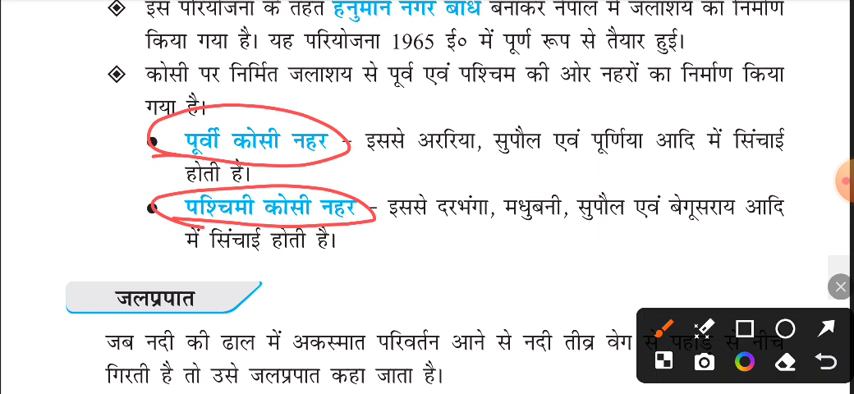 इस परियोजना के तहत हनुमान नगर बाँध बनाकर नेपाल में जलाशय का निर्माण
किया गया है। यह परियोजना 1965 ई० में पूर्ण रूप से तैयार हुई।
कोसी पर निर्मित जलाशय से पूर्व एवं पश्चिम की ओर नहरों का निर्माण किया
गया है।
पूर्वी कोसी नहर - इससे अररिया, सुपौल एवं पूर्णिया आदि में सिंचाई
होती है।
पश्चिमी कोसी नहर - इससे दरभंगा, मधुबनी, सुपौल एवं बेगूसराय आदि
में सिंचाई होती है।
जलप्रपात
जब नदी की ढाल में अकस्मात परिवर्तन आने से नदी तीव्र वेग से पहाड़ से नीचे
गिरती है तो उसे जलप्रपात कहा जाता है।